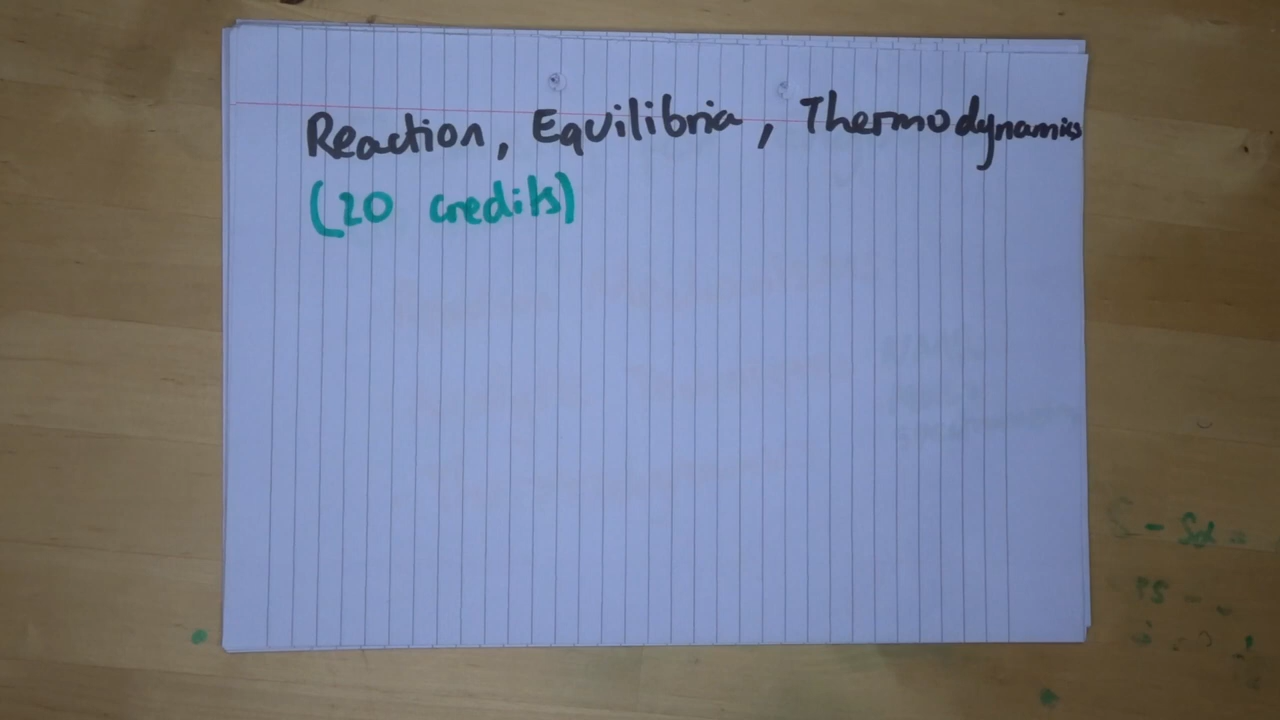 Reaction, Equilibria, Thermodynamics
(20 credits)